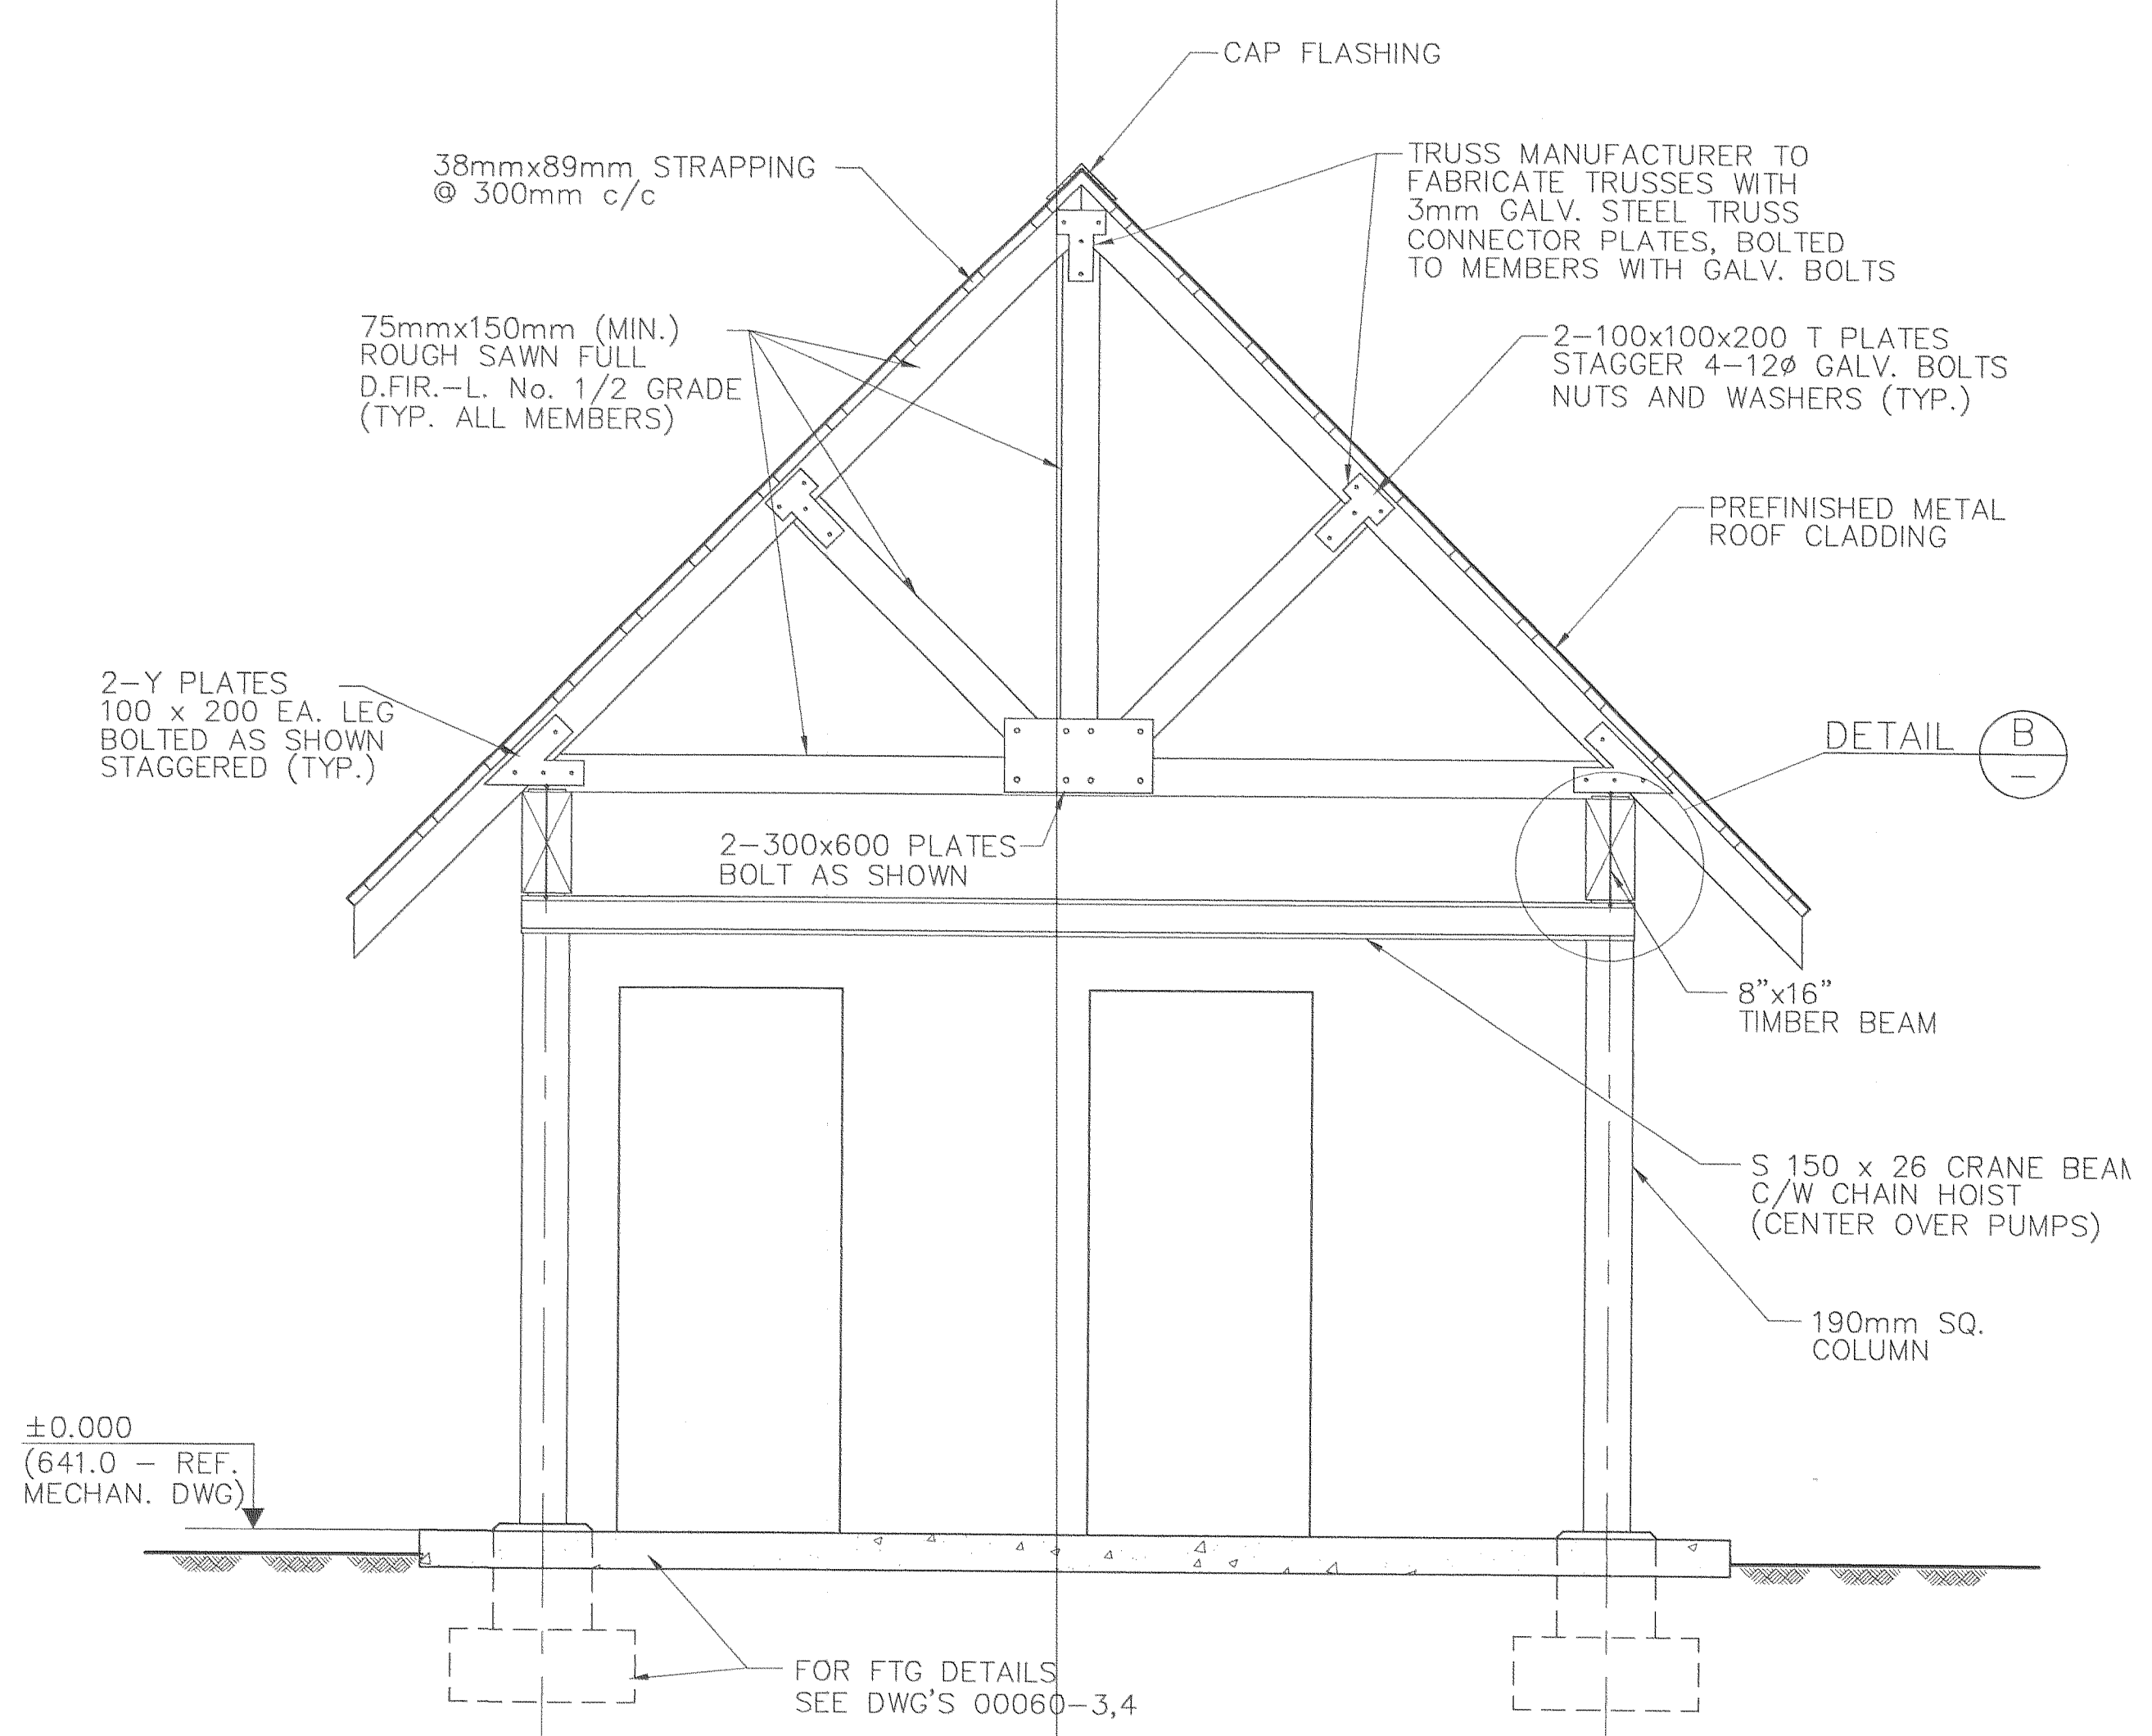 CAP FLASHING
38mmx89mm STRAPPING
@ 300mm c/c
TRUSS MANUFACTURER TO
FABRICATE TRUSSES WITH
3mm GALV. STEEL TRUSS
CONNECTOR PLATES, BOLTED
TO MEMBERS WITH GALV. BOLTS
75mmx150mm (MIN.)
ROUGH SAWN FULL
D.FIR.-L. No. 1/2 GRADE
(TYP. ALL MEMBERS)
2-100x100x200 T PLATES
STAGGER 4-12ø GALV. BOLTS
NUTS AND WASHERS (TYP.)
PREFINISHED METAL
ROOF CLADDING
2-Y PLATES
100 x 200 EA. LEG
BOLTED AS SHOWN
STAGGERED (TYP.)
DETAIL B
–
2-300x600 PLATES
BOLT AS SHOWN
8"x16"
TIMBER BEAM
S 150 x 26 CRANE BEAM
C/W CHAIN HOIST
(CENTER OVER PUMPS)
190mm SQ.
COLUMN
±0.000
(641.0 – REF.
MECHAN. DWG)
FOR FTG DETAILS
SEE DWG'S 00060-3,4